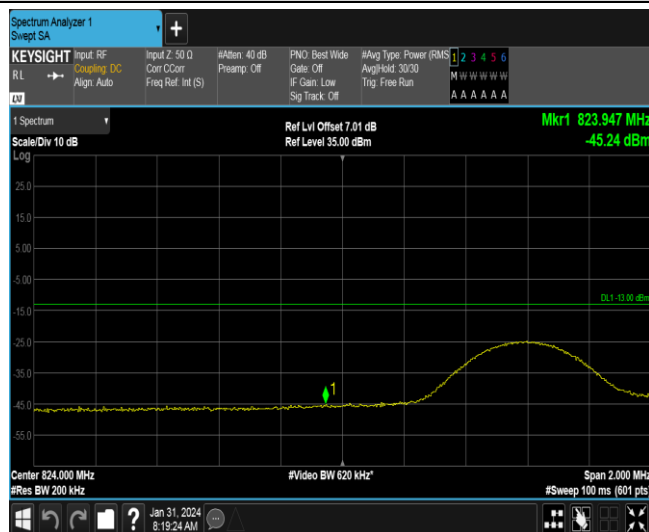 Spectrum Analyzer 1
Swept SA
+
KEYSIGHT Input: RF Input Z: 50 Ω #Atten: 40 dB PNO: Best Wide #Avg Type: Power (RMS 1 2 3 4 5 6
RL Coupling: DC Corr CCorr Preamp: Off Gate: Off Avg|Hold: 30/30 M W W W W W
Align: Auto Freq Ref: Int (S) IF Gain: Low Trig: Free Run
Sig Track: Off A A A A A A
LXI
1 Spectrum Ref Lvl Offset 7.01 dB Mkr1 823.947 MHz
Scale/Div 10 dB Ref Level 35.00 dBm -45.24 dBm
Log
25.0
15.0
5.00
-5.00
DL1 -13.00 dBm
-15.0
-25.0
-35.0
1
-45.0
-55.0
Center 824.000 MHz #Video BW 620 kHz* Span 2.000 MHz
#Res BW 200 kHz #Sweep 100 ms (601 pts)
? Jan 31, 2024
8:19:24 AM